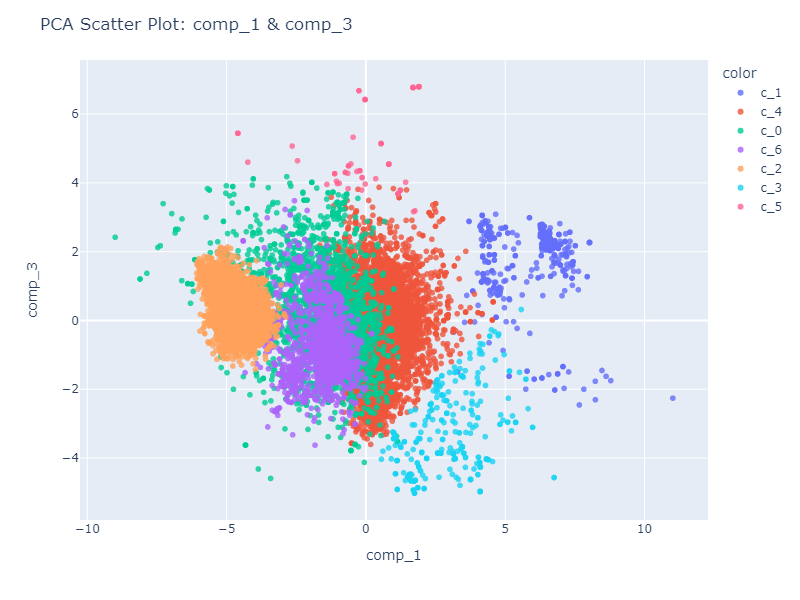 PCA Scatter Plot: comp_1 & comp_3
color
c_1
c_4
c_0
c_6
c_2
c_3
c_5
6
4
2
0
−2
−4
comp_3
−10
−5
0
5
10
comp_1